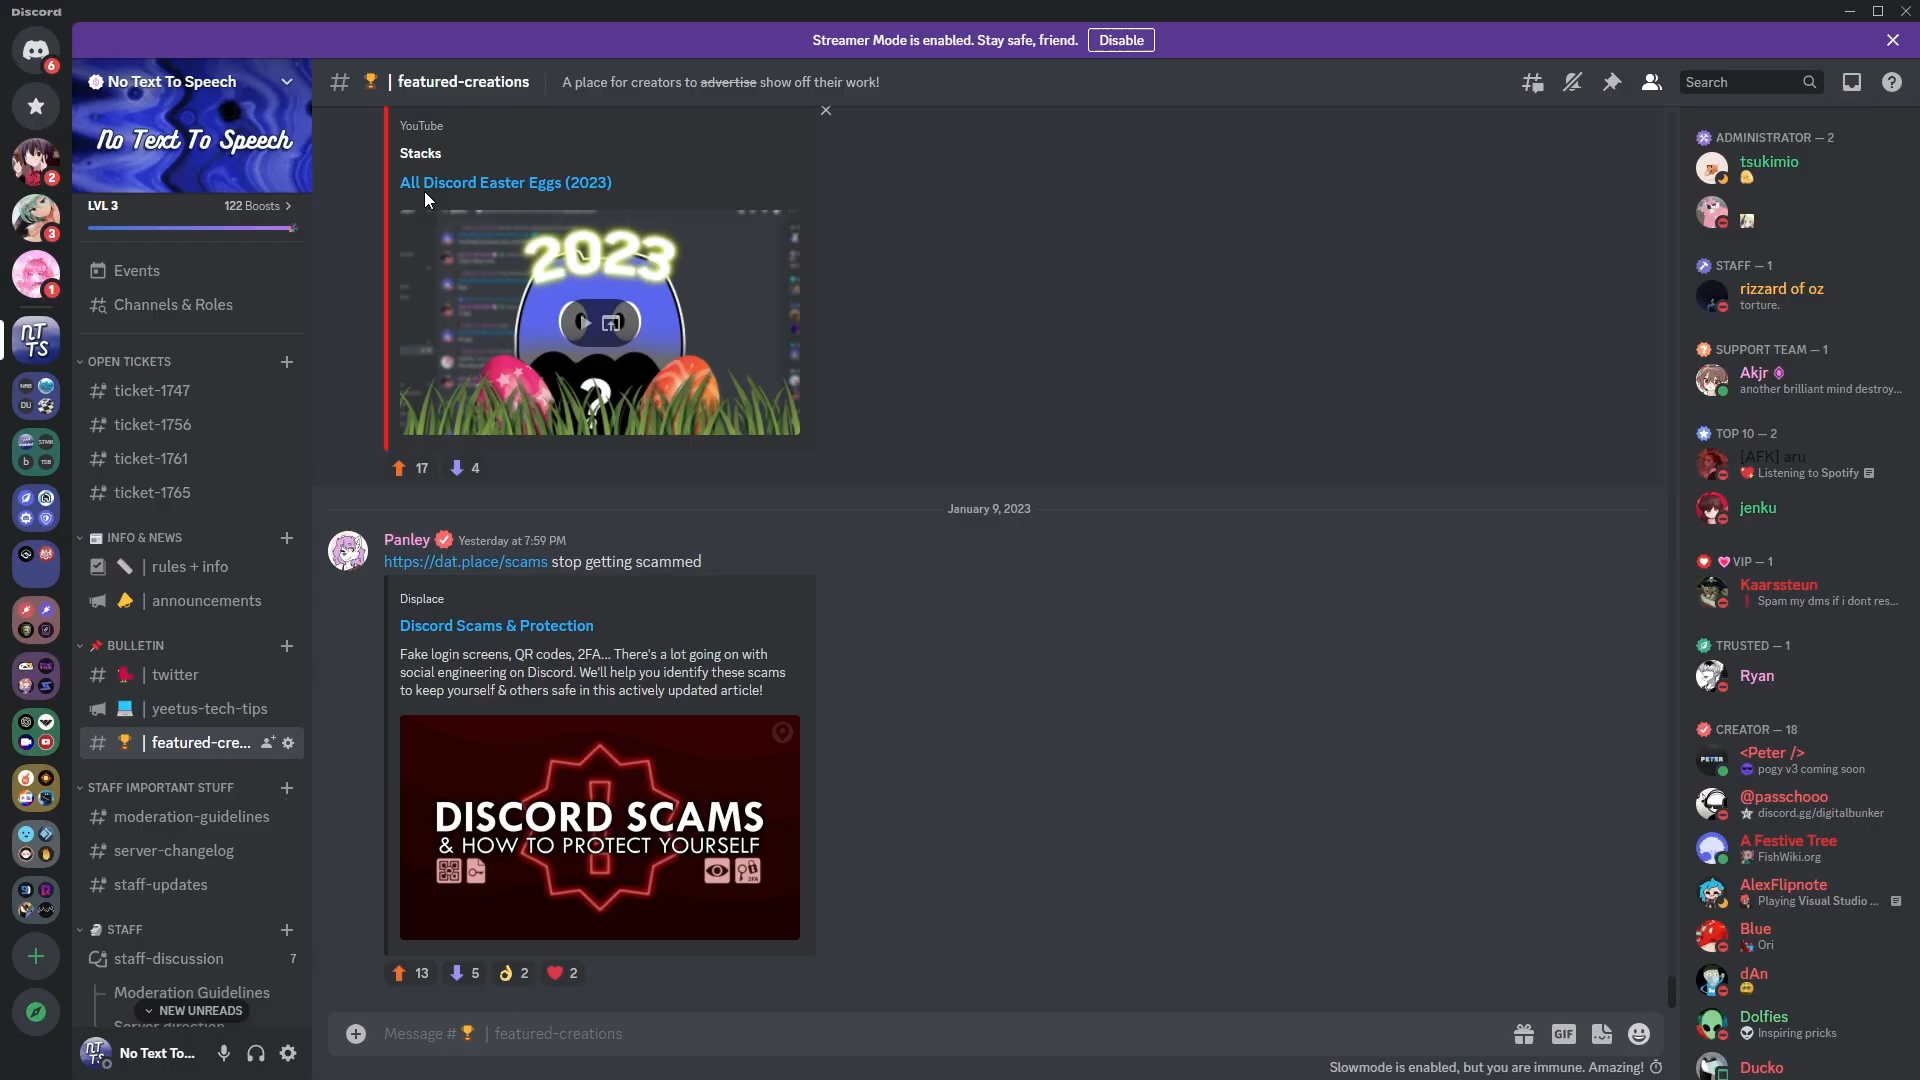 Discord
Streamer Mode is enabled. Stay safe, friend.
Disable
6
2
3
1
NTTS
No Text To Speech
No Text To Speech
LVL 3
122 Boosts
Events
Channels & Roles
OPEN TICKETS
ticket-1747
ticket-1756
ticket-1761
ticket-1765
INFO & NEWS
| rules + info
| announcements
BULLETIN
| twitter
| yeetus-tech-tips
| featured-cre...
STAFF IMPORTANT STUFF
moderation-guidelines
server-changelog
staff-updates
STAFF
staff-discussion
7
Moderation Guidelines
NEW UNREADS
Server direction
No Text To...
| featured-creations
A place for creators to advertise show off their work!
Search
YouTube
Stacks
All Discord Easter Eggs (2023)
2023
?
17
4
January 9, 2023
Panley Yesterday at 7:59 PM
https://dat.place/scams stop getting scammed
Displace
Discord Scams & Protection
Fake login screens, QR codes, 2FA... There's a lot going on with
social engineering on Discord. We'll help you identify these scams
to keep yourself & others safe in this actively updated article!
DISCORD SCAMS
& HOW TO PROTECT YOURSELF
2FA
13
5
2
2
Message # | featured-creations
GIF
Slowmode is enabled, but you are immune. Amazing!
ADMINISTRATOR — 2
tsukimio
STAFF — 1
rizzard of oz
torture.
SUPPORT TEAM — 1
Akjr
another brilliant mind destroy...
TOP 10 — 2
[AFK] aru
Listening to Spotify
jenku
VIP — 1
Kaarssteun
Spam my dms if i dont res...
TRUSTED — 1
Ryan
CREATOR — 18
PETER
<Peter />
pogy v3 coming soon
@passchooo
discord.gg/digitalbunker
A Festive Tree
FishWiki.org
AlexFlipnote
Playing Visual Studio ...
Blue
Ori
dAn
Dolfies
Inspiring pricks
Ducko